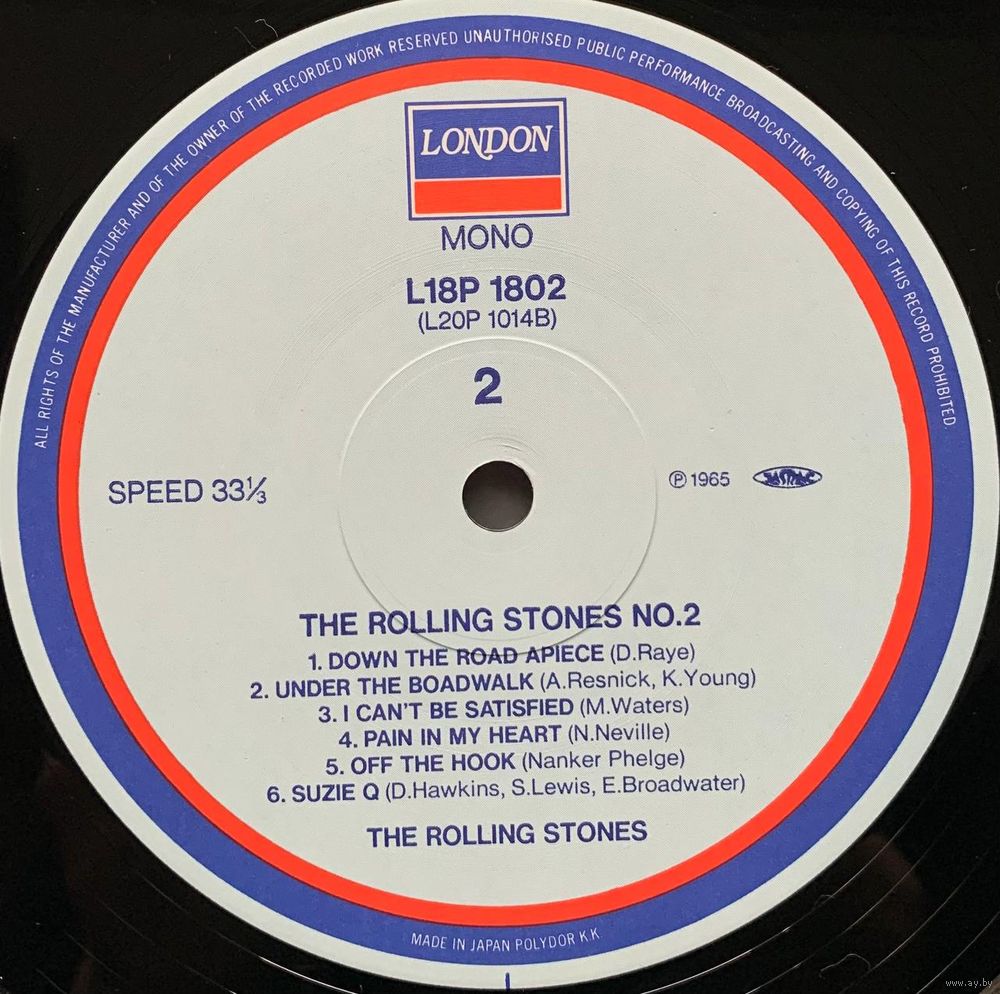 ALL RIGHTS OF THE MANUFACTURER AND OF THE OWNER OF THE RECORDED WORK RESERVED UNAUTHORISED PUBLIC PERFORMANCE BROADCASTING AND COPYING OF THIS RECORD PROHIBITED.
LONDON
MONO
L18P 1802
(L20P 1014B)
2
SPEED 33⅓
Ⓟ 1965
JASRAC
THE ROLLING STONES NO.2
1. DOWN THE ROAD APIECE (D.Raye)
2. UNDER THE BOADWALK (A.Resnick, K.Young)
3. I CAN'T BE SATISFIED (M.Waters)
4. PAIN IN MY HEART (N.Neville)
5. OFF THE HOOK (Nanker Phelge)
6. SUZIE Q (D.Hawkins, S.Lewis, E.Broadwater)
THE ROLLING STONES
MADE IN JAPAN POLYDOR K.K
www.ay.by